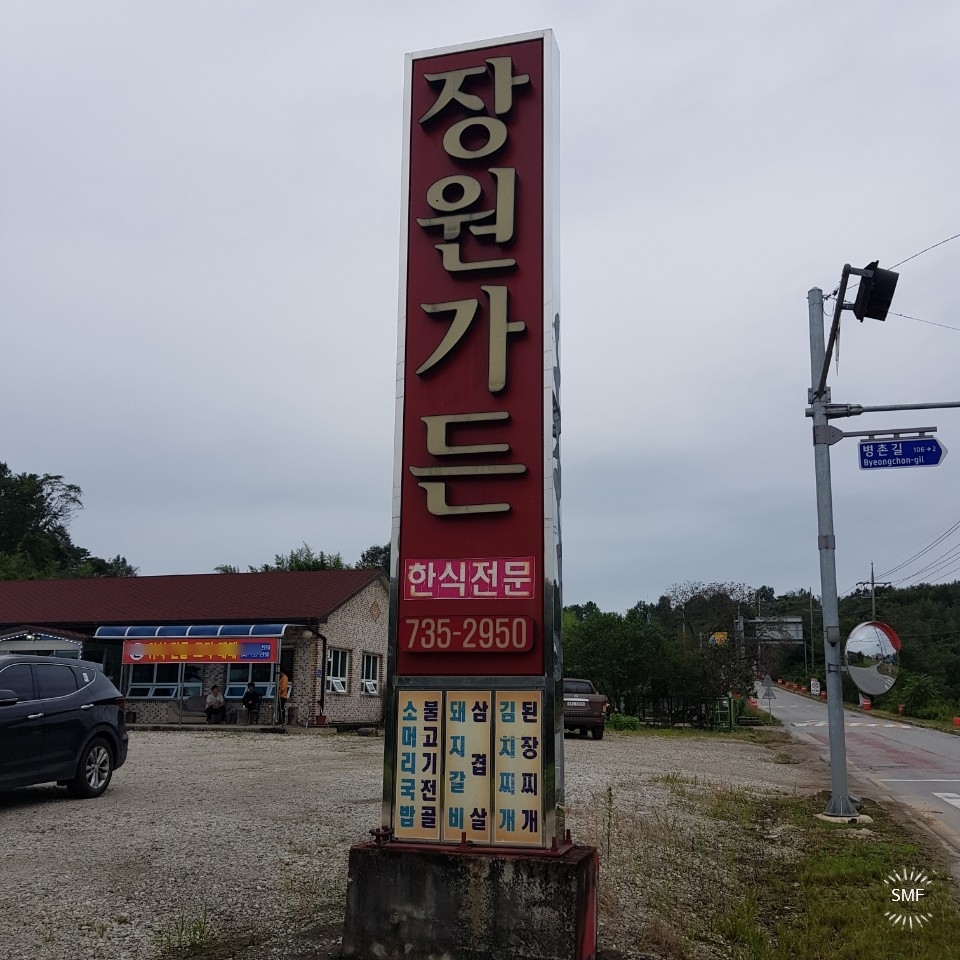 장원가든
한식전문
735-2950
소머리국밥
불고기전골
돼지갈비
삼겹살
김치찌개
된장찌개
병촌길 106→2
Byeongchon-gil
SMF